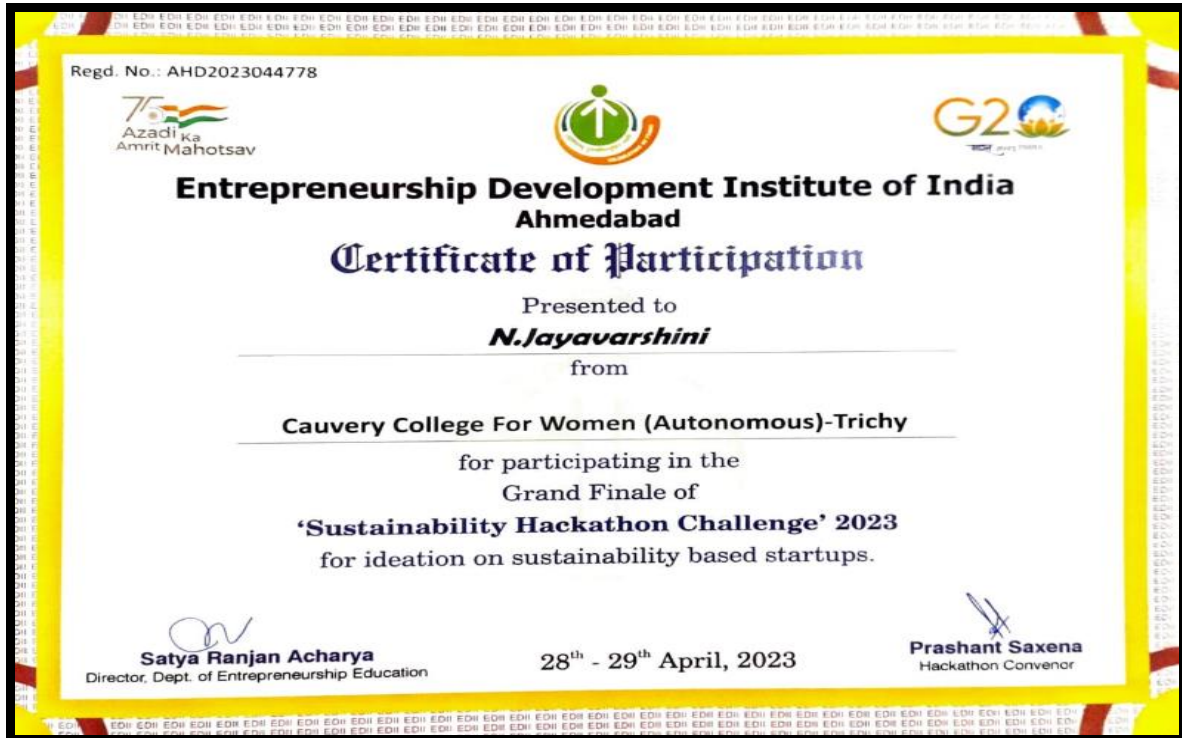 Regd. No.: AHD2023044778
75
Azadi Ka
Amrit Mahotsav
G20
Entrepreneurship Development Institute of India
Ahmedabad
Certificate of Participation
Presented to
N.Jayavarshini
from
Cauvery College For Women (Autonomous)-Trichy
for participating in the
Grand Finale of
‘Sustainability Hackathon Challenge’ 2023
for ideation on sustainability based startups.
Satya Ranjan Acharya
Director, Dept. of Entrepreneurship Education
28th - 29th April, 2023
Prashant Saxena
Hackathon Convenor